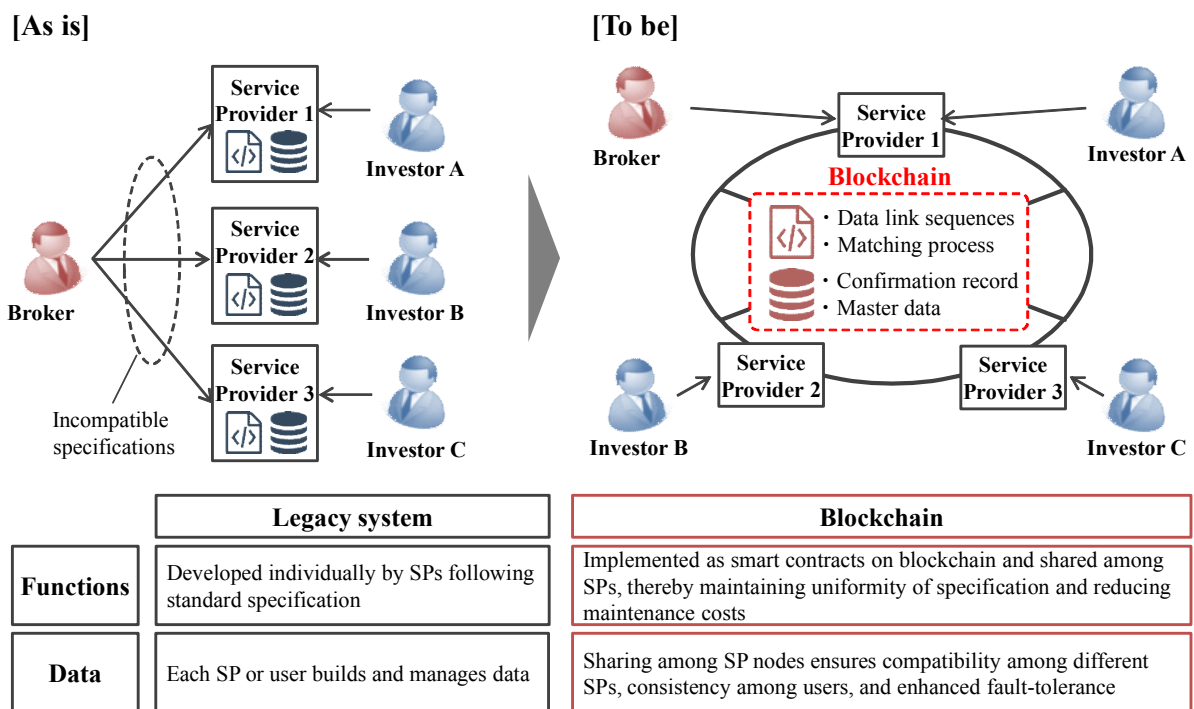 [As is]
Service
Provider 1
Investor A
Service
Provider 2
Broker
Investor B
Service
Provider 3
Incompatible
specifications
Investor C
[To be]
Broker
Service
Provider 1
Investor A
Blockchain
</>
・Data link sequences
・Matching process
・Confirmation record
・Master data
Service
Provider 2
Service
Provider 3
Investor B
Investor C
Legacy system
Blockchain
Functions
Developed individually by SPs following
standard specification
Implemented as smart contracts on blockchain and shared among
SPs, thereby maintaining uniformity of specification and reducing
maintenance costs
Data
Each SP or user builds and manages data
Sharing among SP nodes ensures compatibility among different
SPs, consistency among users, and enhanced fault-tolerance